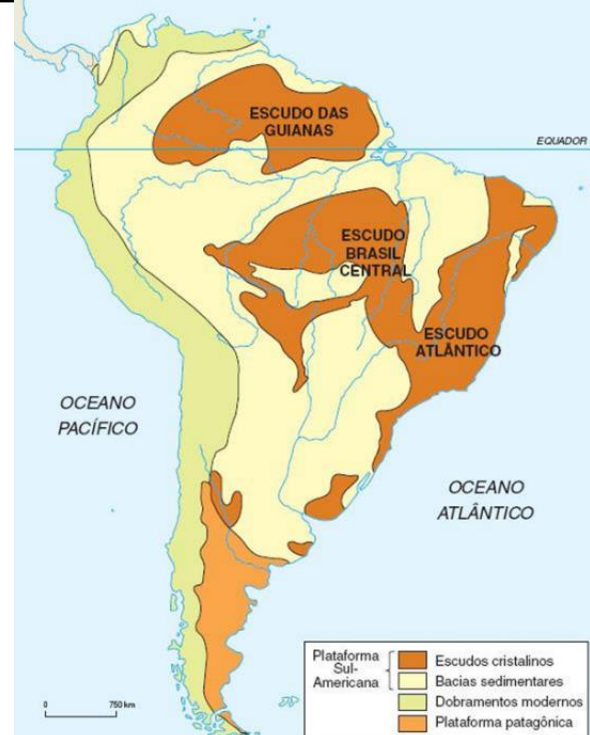 ESCUDO DAS
GUIANAS
EQUADOR
ESCUDO
BRASIL
CENTRAL
ESCUDO
ATLÂNTICO
OCEANO
PACÍFICO
OCEANO
ATLÂNTICO
Plataforma
Sul-
Americana
Escudos cristalinos
Bacias sedimentares
Dobramentos modernos
Plataforma patagônica
0 750 km